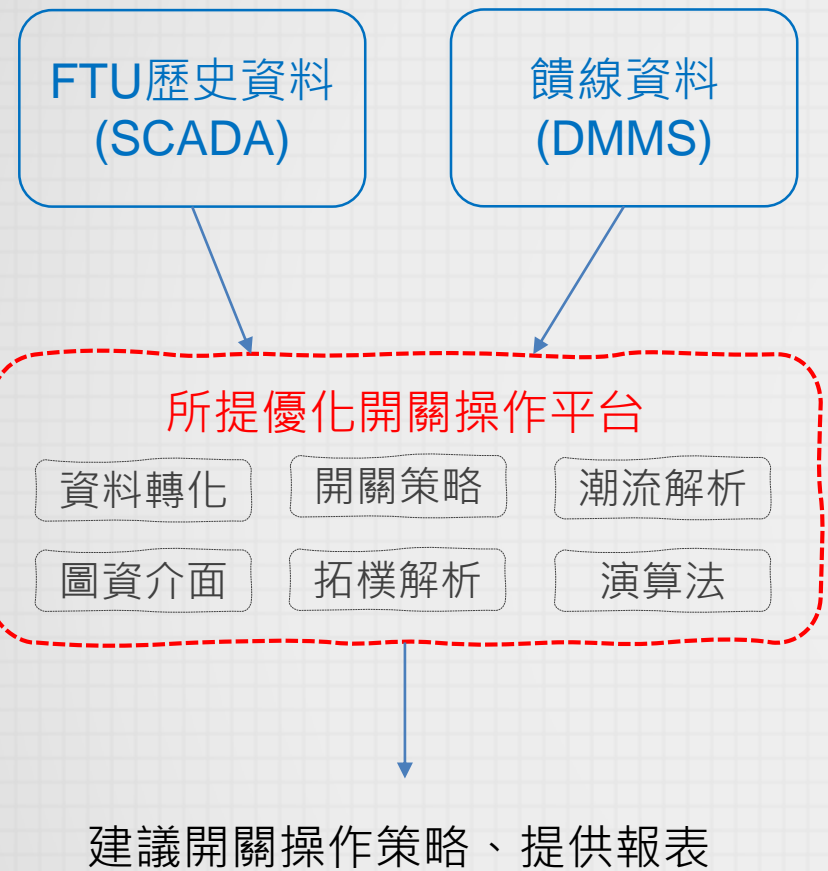 FTU歷史資料
(SCADA)
饋線資料
(DMMS)
所提優化開關操作平台
資料轉化
開關策略
潮流解析
圖資介面
拓樸解析
演算法
建議開關操作策略、提供報表